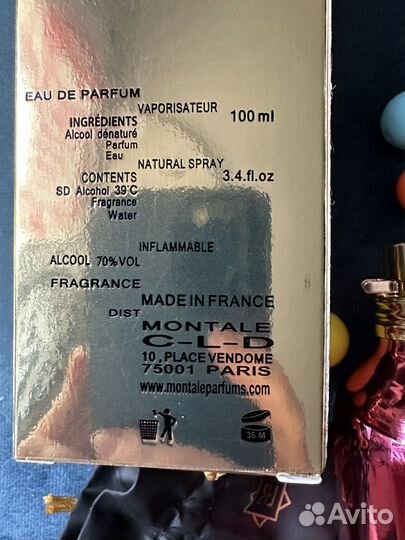 EAU DE PARFUM
VAPORISATEUR
100 ml
INGRÉDIENTS
Alcool dénaturé
Parfum
Eau
NATURAL SPRAY
CONTENTS
3.4.fl.oz
SD Alcohol 39°C
Fragrance
Water
INFLAMMABLE
ALCOOL 70%VOL
FRAGRANCE
MADE IN FRANCE
DIST
MONTALE
C-L-D
10, PLACE VENDOME
75001 PARIS
www.montaleparfums.com
36 M
Avito